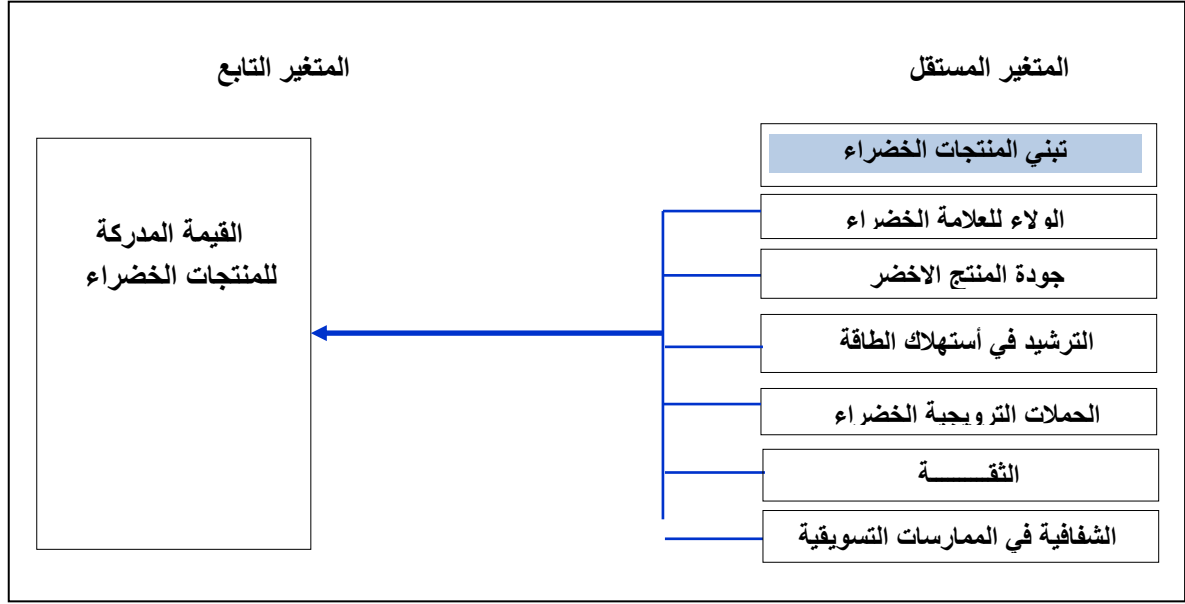 المتغير المستقل
المتغير التابع
تبني المنتجات الخضراء
الولاء للعلامة الخضراء
جودة المنتج الاخضر
الترشيد في أستهلاك الطاقة
الحملات الترويجية الخضراء
الثقـــــــة
الشفافية في الممارسات التسويقية
القيمة المدركة
للمنتجات الخضراء